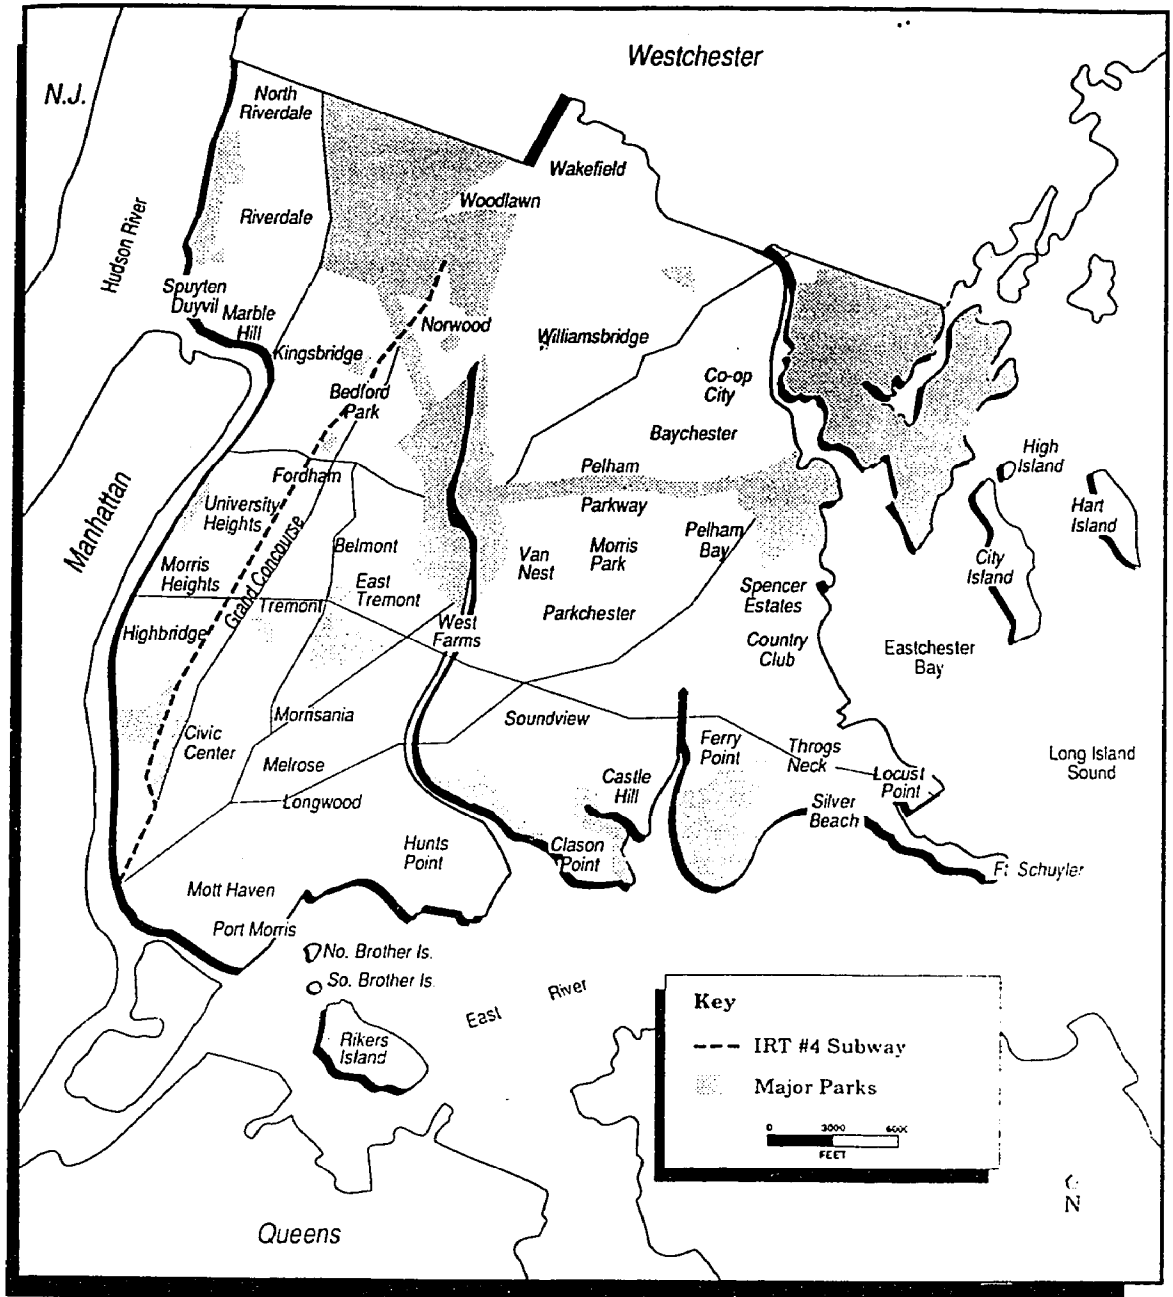 Westchester
N.J.
North
Riverdale
Wakefield
Woodlawn
Riverdale
Hudson River
Spuyten
Duyvil
Marble
Hill
Norwood
Williamsbridge
Kingsbridge
Co-op
City
Bedford
Park
Baychester
High
Island
Pelham
Parkway
Fordham
Manhattan
University
Heights
Hart
Island
Pelham
Bay
Belmont
Morris
Park
Van
Nest
City
Island
Morris
Heights
Grand Concourse
East
Tremont
Spencer
Estates
Tremont
Parkchester
Highbridge
West
Farms
Country
Club
Eastchester
Bay
Morrisania
Soundview
Civic
Center
Ferry
Point
Throgs
Neck
Long Island
Sound
Melrose
Castle
Hill
Locust
Point
Longwood
Silver
Beach
Hunts
Point
Clason
Point
Ft Schuyler
Mott Haven
Port Morris
No. Brother Is.
So. Brother Is.
East River
Rikers
Island
Key
IRT #4 Subway
Major Parks
0 3000 6000
FEET
N
Queens